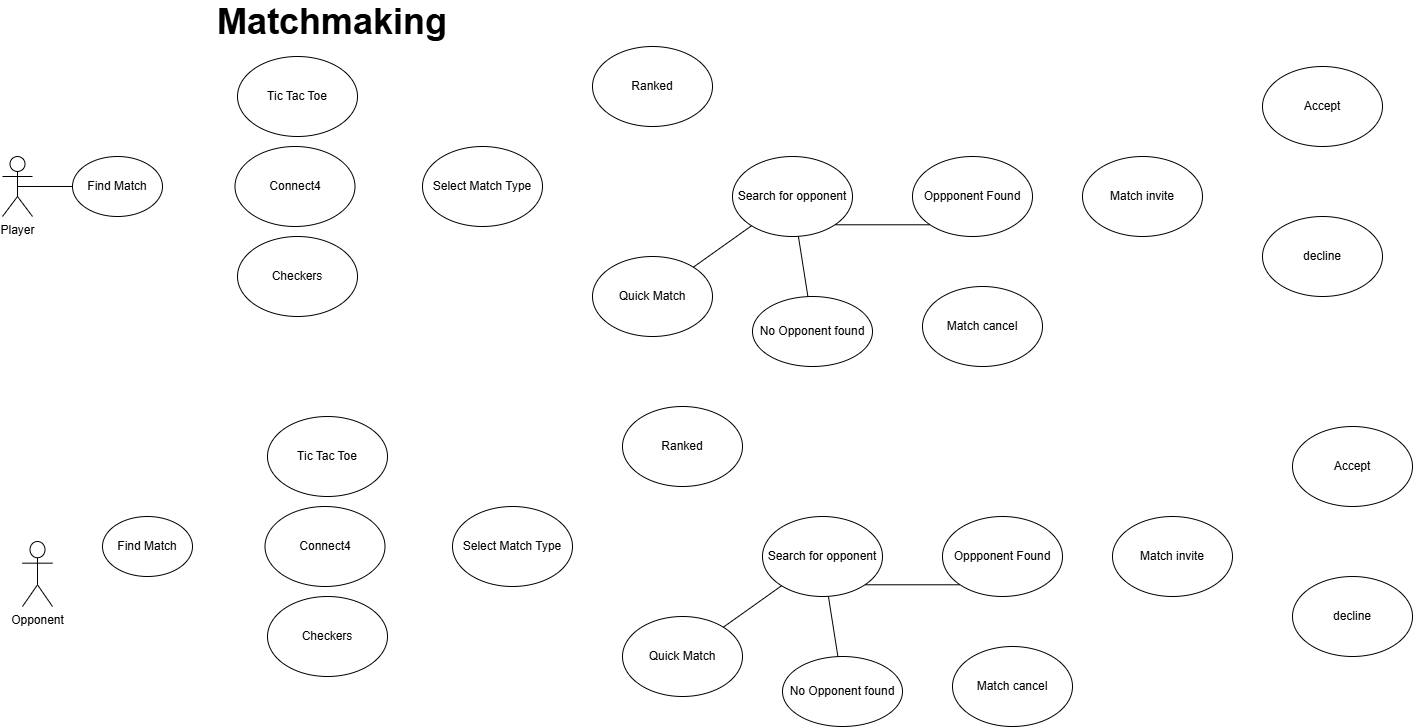 Matchmaking
Tic Tac Toe
Ranked
Accept
Find Match
Connect4
Select Match Type
Search for opponent
Oppponent Found
Match invite
Player
Checkers
Quick Match
No Opponent found
Match cancel
decline
Tic Tac Toe
Ranked
Accept
Find Match
Connect4
Select Match Type
Search for opponent
Oppponent Found
Match invite
Opponent
Checkers
Quick Match
No Opponent found
Match cancel
decline